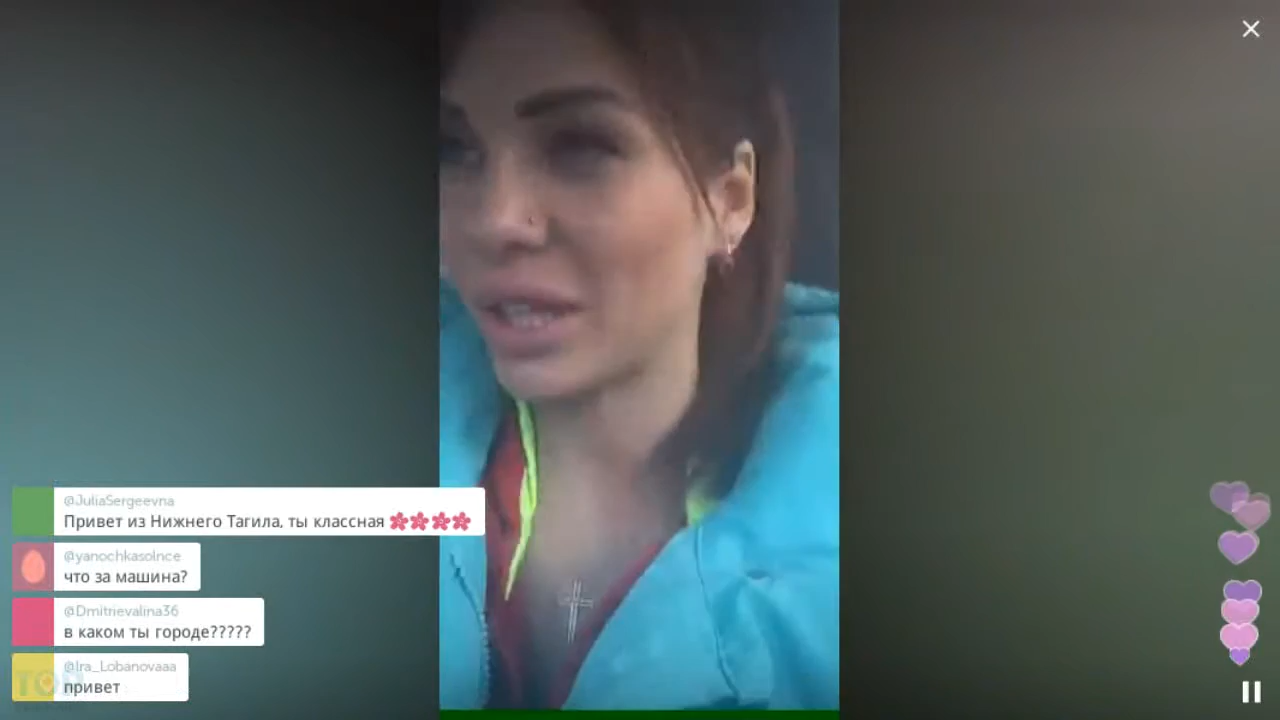 @JuliaSergeevna
Привет из Нижнего Тагила, ты классная
@yanochkasolnce
что за машина?
@Dmitrievalina36
в каком ты городе?????
@Ira_Lobanovaaa
привет